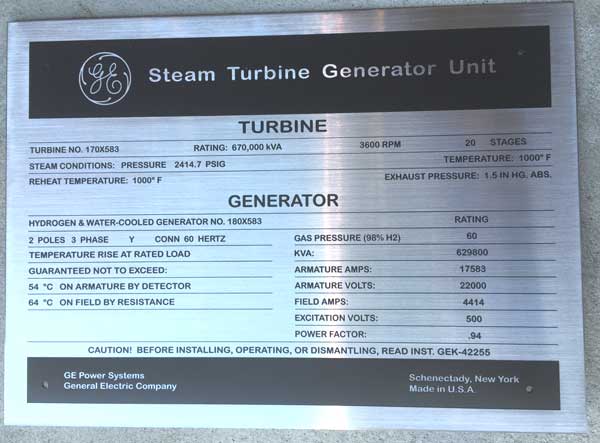 GE Steam Turbine Generator Unit
TURBINE
TURBINE NO. 170X583 RATING: 670,000 kVA 3600 RPM 20 STAGES
STEAM CONDITIONS: PRESSURE 2414.7 PSIG TEMPERATURE: 1000° F
REHEAT TEMPERATURE: 1000° F EXHAUST PRESSURE: 1.5 IN HG. ABS.
GENERATOR
HYDROGEN & WATER-COOLED GENERATOR NO. 180X583 RATING
2 POLES 3 PHASE Y CONN 60 HERTZ GAS PRESSURE (98% H2) 60
TEMPERATURE RISE AT RATED LOAD KVA: 629800
GUARANTEED NOT TO EXCEED: ARMATURE AMPS: 17583
54 °C ON ARMATURE BY DETECTOR ARMATURE VOLTS: 22000
64 °C ON FIELD BY RESISTANCE FIELD AMPS: 4414
EXCITATION VOLTS: 500
POWER FACTOR: .94
CAUTION! BEFORE INSTALLING, OPERATING, OR DISMANTLING, READ INST. GEK-42255
GE Power Systems Schenectady, New York
General Electric Company Made in U.S.A.